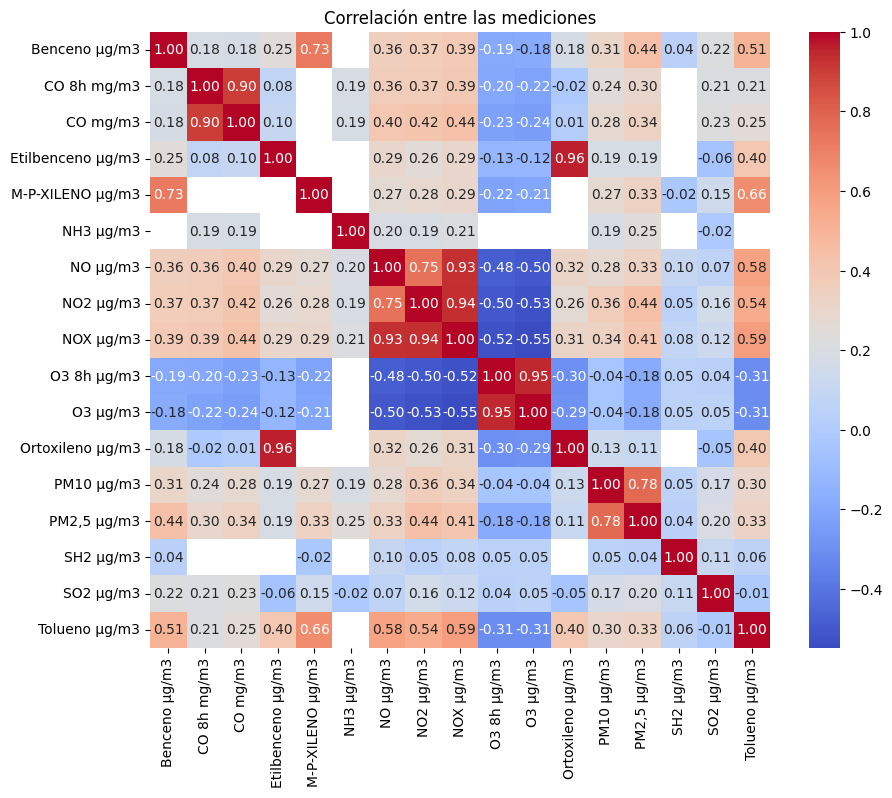 Correlación entre las mediciones
Benceno µg/m3 1.00 0.18 0.18 0.25 0.73 0.36 0.37 0.39 -0.19 -0.18 0.18 0.31 0.44 0.04 0.22 0.51
CO 8h mg/m3 0.18 1.00 0.90 0.08 0.19 0.36 0.37 0.39 -0.20 -0.22 -0.02 0.24 0.30 0.21 0.21
CO mg/m3 0.18 0.90 1.00 0.10 0.19 0.40 0.42 0.44 -0.23 -0.24 0.01 0.28 0.34 0.23 0.25
Etilbenceno µg/m3 0.25 0.08 0.10 1.00 0.29 0.26 0.29 -0.13 -0.12 0.96 0.19 0.19 -0.06 0.40
M-P-XILENO µg/m3 0.73 1.00 0.27 0.28 0.29 -0.22 -0.21 0.27 0.33 -0.02 0.15 0.66
NH3 µg/m3 0.19 0.19 1.00 0.20 0.19 0.21 0.19 0.25 -0.02
NO µg/m3 0.36 0.36 0.40 0.29 0.27 0.20 1.00 0.75 0.93 -0.48 -0.50 0.32 0.28 0.33 0.10 0.07 0.58
NO2 µg/m3 0.37 0.37 0.42 0.26 0.28 0.19 0.75 1.00 0.94 -0.50 -0.53 0.26 0.36 0.44 0.05 0.16 0.54
NOX µg/m3 0.39 0.39 0.44 0.29 0.29 0.21 0.93 0.94 1.00 -0.52 -0.55 0.31 0.34 0.41 0.08 0.12 0.59
O3 8h µg/m3 -0.19 -0.20 -0.23 -0.13 -0.22 -0.48 -0.50 -0.52 1.00 0.95 -0.30 -0.04 -0.18 0.05 0.04 -0.31
O3 µg/m3 -0.18 -0.22 -0.24 -0.12 -0.21 -0.50 -0.53 -0.55 0.95 1.00 -0.29 -0.04 -0.18 0.05 0.05 -0.31
Ortoxileno µg/m3 0.18 -0.02 0.01 0.96 0.32 0.26 0.31 -0.30 -0.29 1.00 0.13 0.11 -0.05 0.40
PM10 µg/m3 0.31 0.24 0.28 0.19 0.27 0.19 0.28 0.36 0.34 -0.04 -0.04 0.13 1.00 0.78 0.05 0.17 0.30
PM2,5 µg/m3 0.44 0.30 0.34 0.19 0.33 0.25 0.33 0.44 0.41 -0.18 -0.18 0.11 0.78 1.00 0.04 0.20 0.33
SH2 µg/m3 0.04 -0.02 0.10 0.05 0.08 0.05 0.05 0.05 0.04 1.00 0.11 0.06
SO2 µg/m3 0.22 0.21 0.23 -0.06 0.15 -0.02 0.07 0.16 0.12 0.04 0.05 -0.05 0.17 0.20 0.11 1.00 -0.01
Tolueno µg/m3 0.51 0.21 0.25 0.40 0.66 0.58 0.54 0.59 -0.31 -0.31 0.40 0.30 0.33 0.06 -0.01 1.00
Benceno µg/m3
CO 8h mg/m3
CO mg/m3
Etilbenceno µg/m3
M-P-XILENO µg/m3
NH3 µg/m3
NO µg/m3
NO2 µg/m3
NOX µg/m3
O3 8h µg/m3
O3 µg/m3
Ortoxileno µg/m3
PM10 µg/m3
PM2,5 µg/m3
SH2 µg/m3
SO2 µg/m3
Tolueno µg/m3
1.0
0.8
0.6
0.4
0.2
0.0
−0.2
−0.4